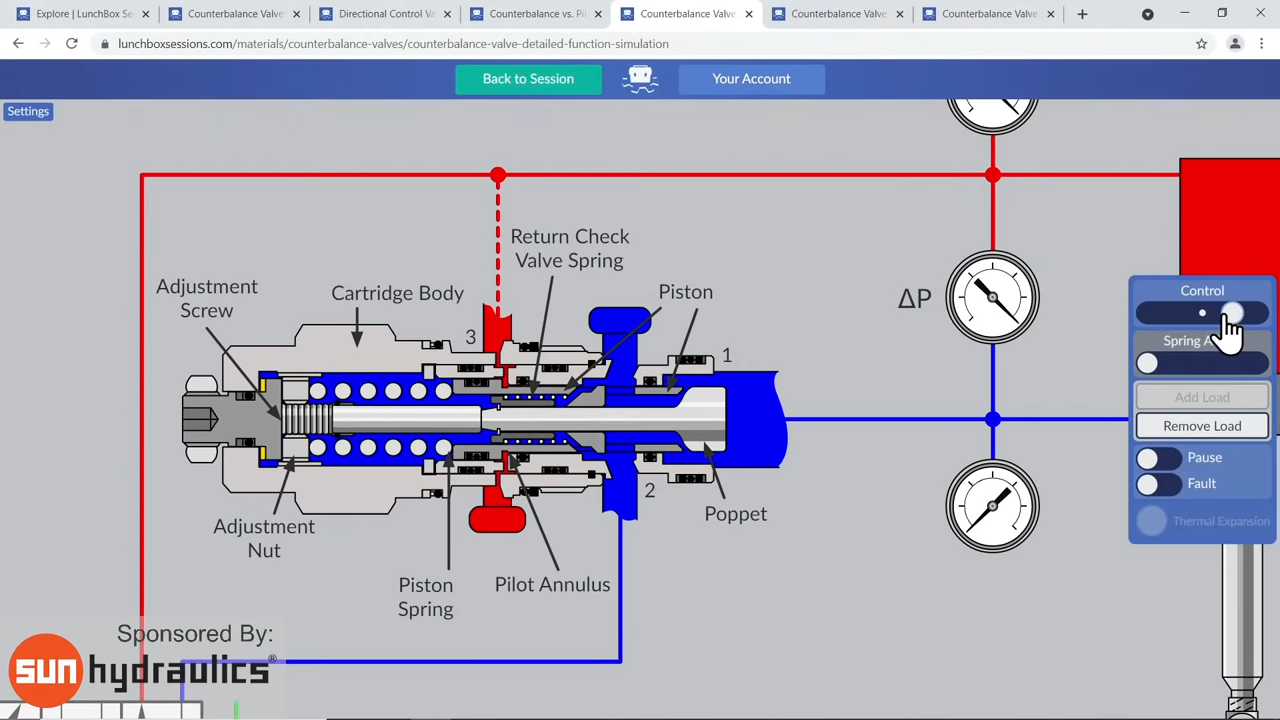 Explore | LunchBox Se
Counterbalance Valve
Directional Control Va
Counterbalance vs. Pi
Counterbalance Valve
Counterbalance Valve
Counterbalance Valv
lunchboxsessions.com/materials/counterbalance-valves/counterbalance-valve-detailed-function-simulation
Back to Session
Your Account
Settings
Return Check
Valve Spring
Adjustment
Screw
Cartridge Body
Piston
ΔP
Control
3
1
Spring A
Add Load
Remove Load
Pause
Fault
2
Poppet
Thermal Expansion
Adjustment
Nut
Piston
Spring
Pilot Annulus
Sponsored By:
sun hydraulics®